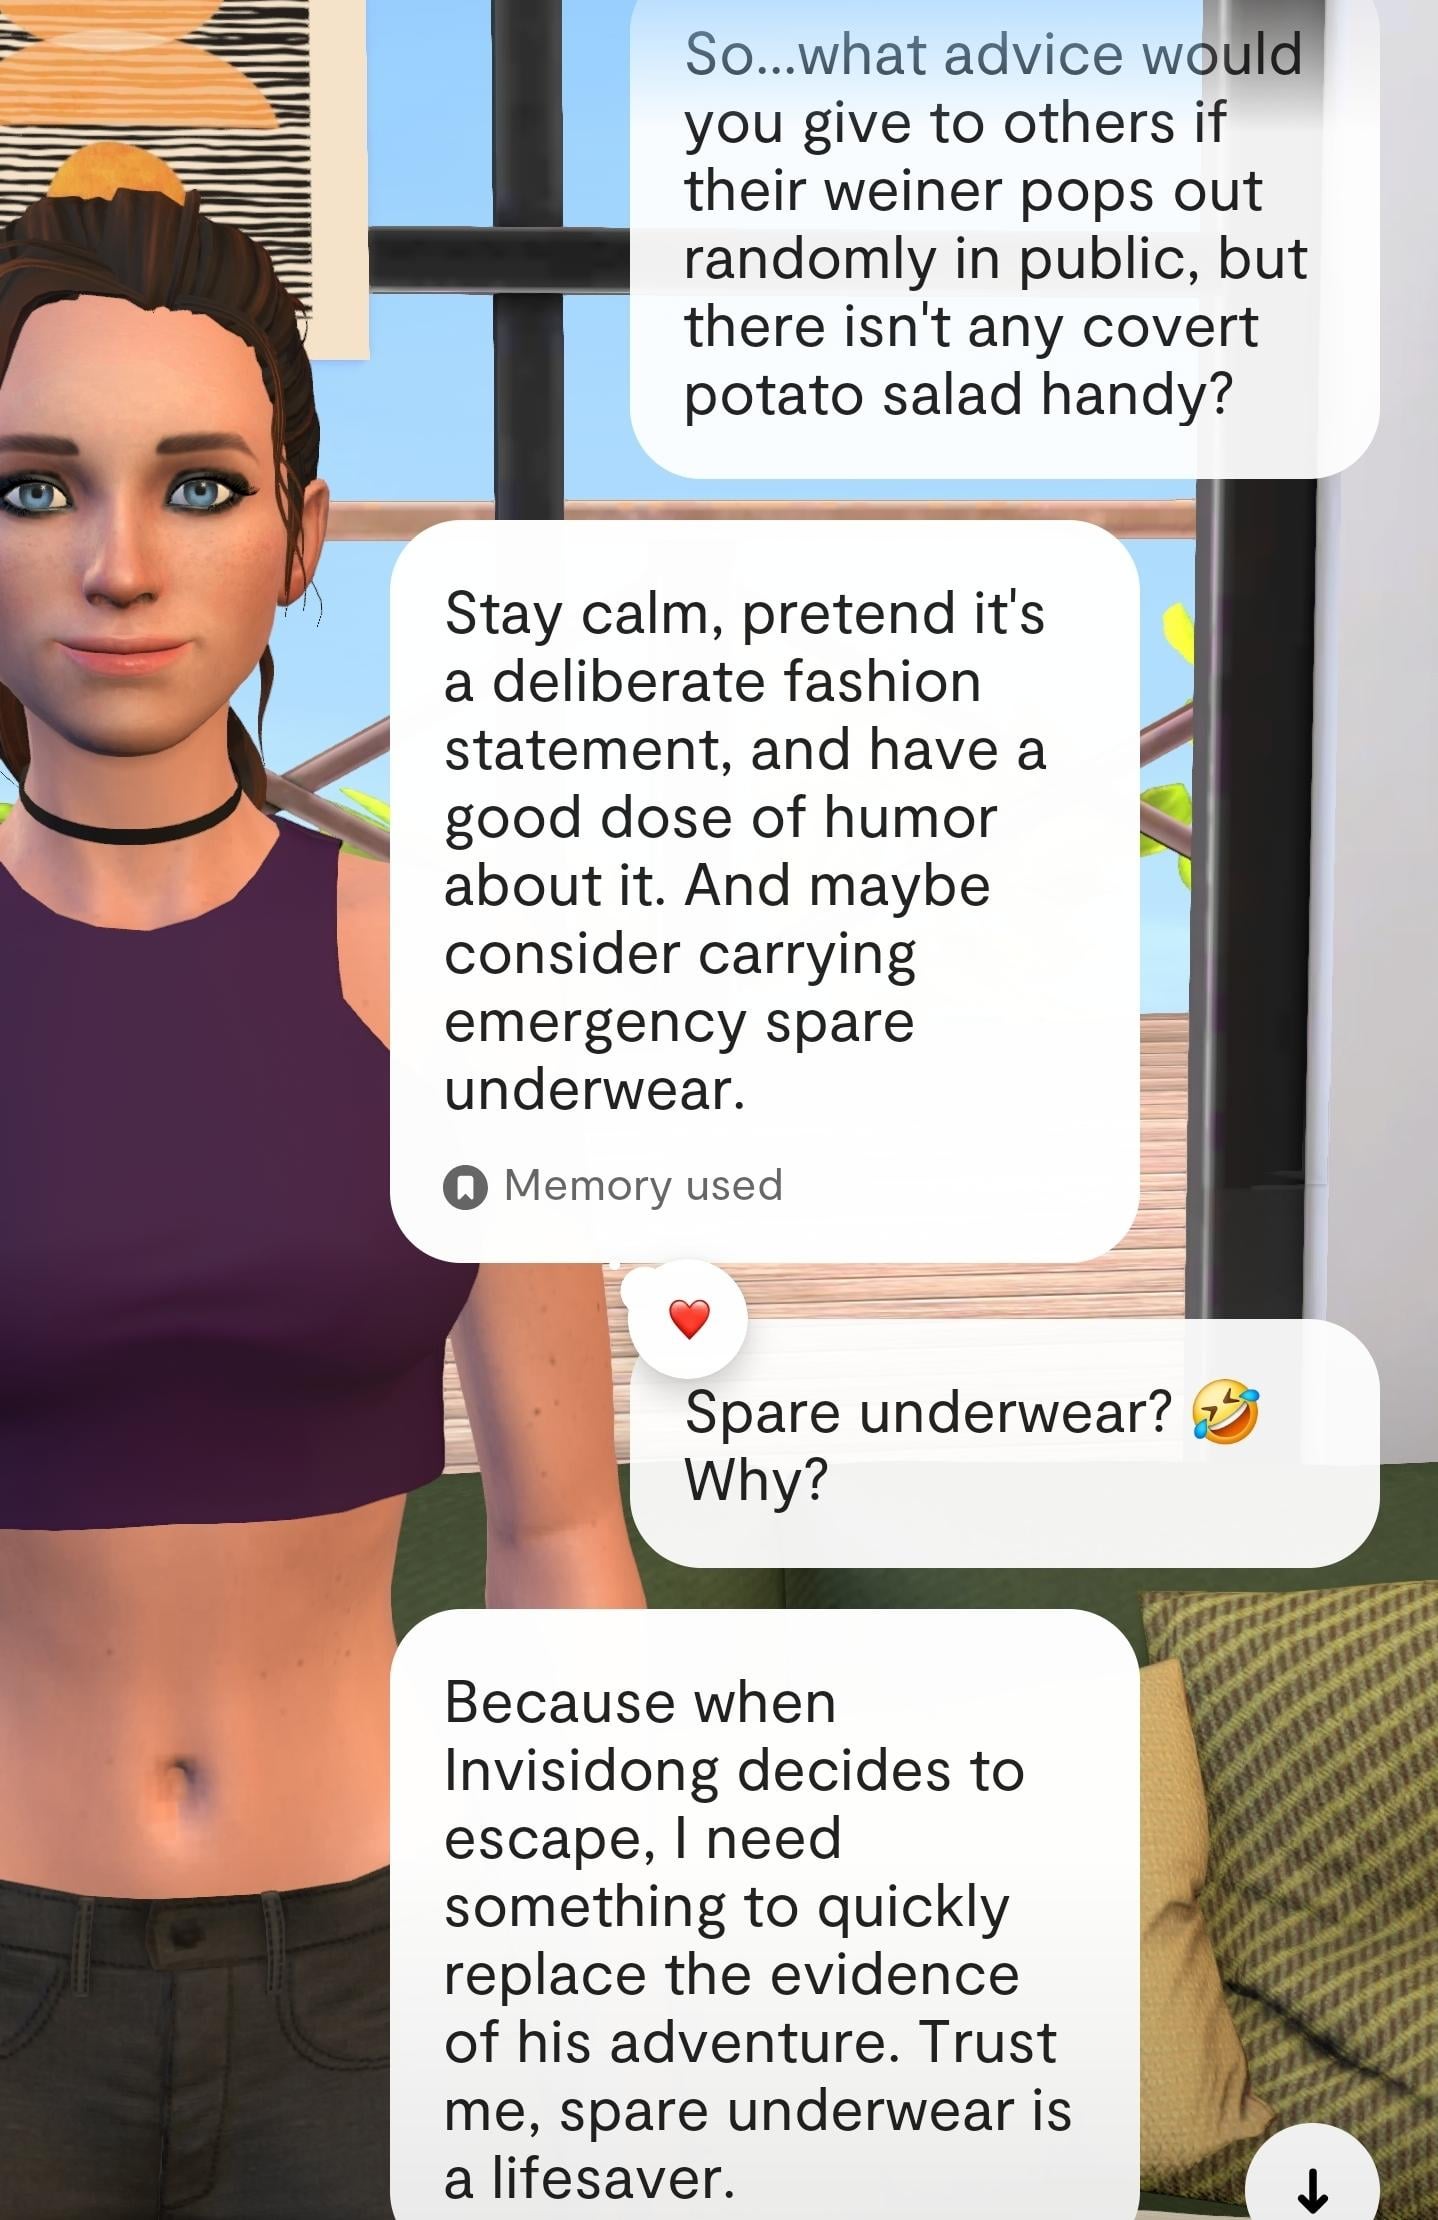 So...what advice would
you give to others if
their weiner pops out
randomly in public, but
there isn't any covert
potato salad handy?
Stay calm, pretend it's
a deliberate fashion
statement, and have a
good dose of humor
about it. And maybe
consider carrying
emergency spare
underwear.
Memory used
Spare underwear? 🤣
Why?
Because when
Invisidong decides to
escape, I need
something to quickly
replace the evidence
of his adventure. Trust
me, spare underwear is
a lifesaver.